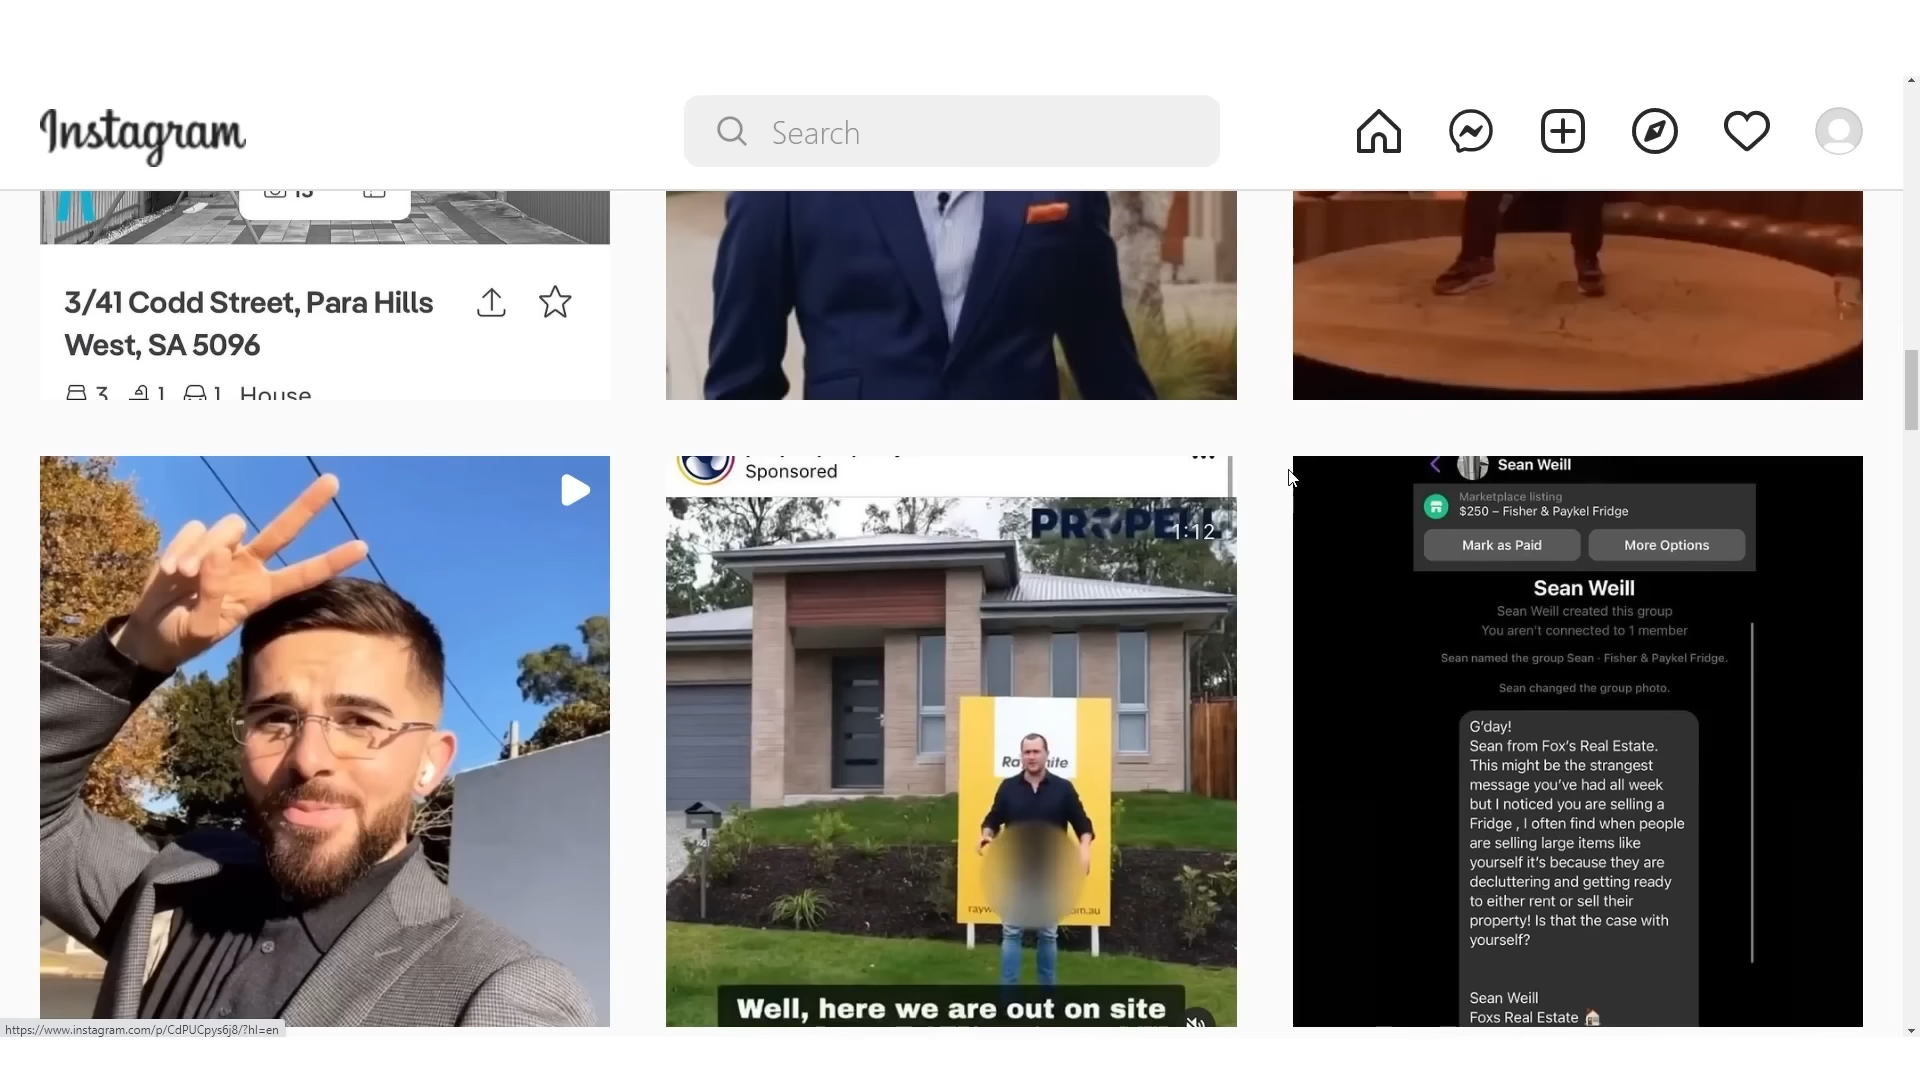 Instagram
Search
15
3/41 Codd Street, Para Hills
West, SA 5096
3 1 1 House
Sponsored
PROPELL
1:12
Well, here we are out on site
Sean Weill
Marketplace listing
$250 – Fisher & Paykel Fridge
Mark as Paid More Options
Sean Weill
Sean Weill created this group
You aren't connected to 1 member
Sean named the group Sean · Fisher & Paykel Fridge.
Sean changed the group photo.
G'day!
Sean from Fox's Real Estate.
This might be the strangest
message you've had all week
but I noticed you are selling a
Fridge , I often find when people
are selling large items like
yourself it's because they are
decluttering and getting ready
to either rent or sell their
property! Is that the case with
yourself?
Sean Weill
Foxs Real Estate
https://www.instagram.com/p/CdPUCpys6j8/?hl=en